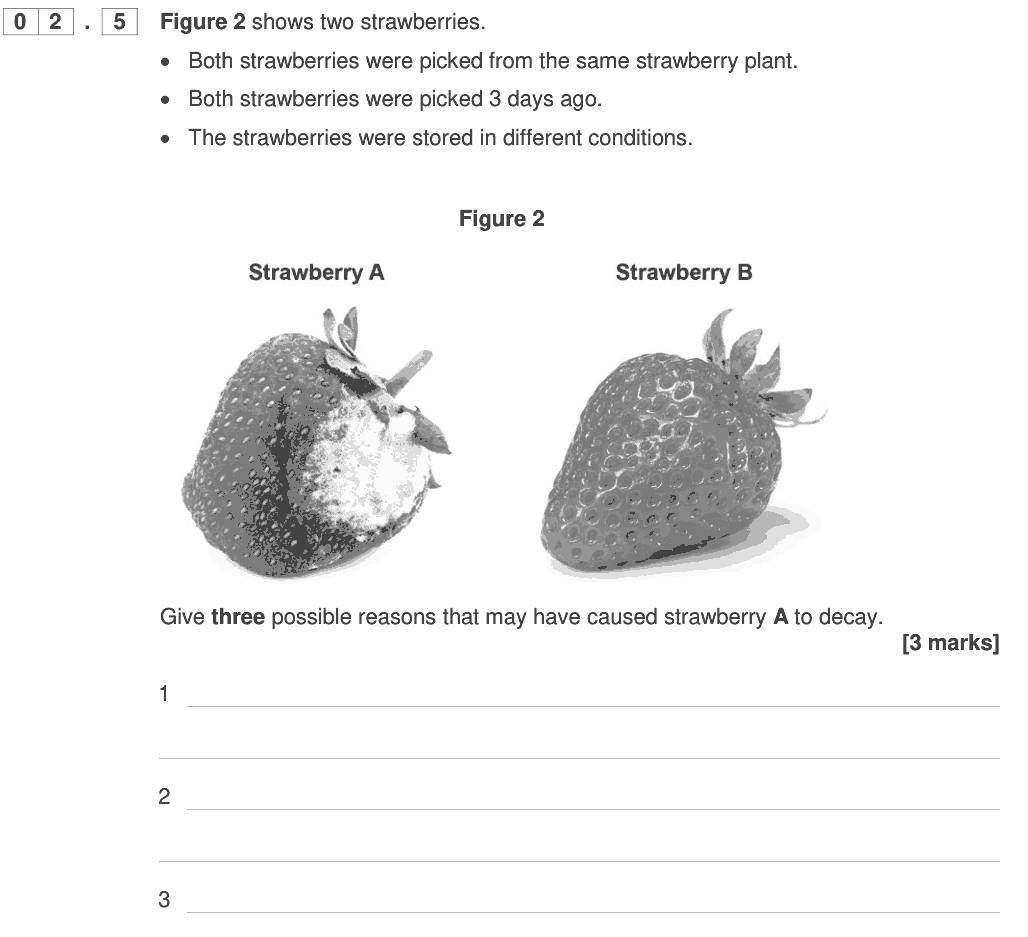 0 2 . 5 Figure 2 shows two strawberries.
• Both strawberries were picked from the same strawberry plant.
• Both strawberries were picked 3 days ago.
• The strawberries were stored in different conditions.
Figure 2
Strawberry A Strawberry B
Give three possible reasons that may have caused strawberry A to decay.
[3 marks]
1
2
3